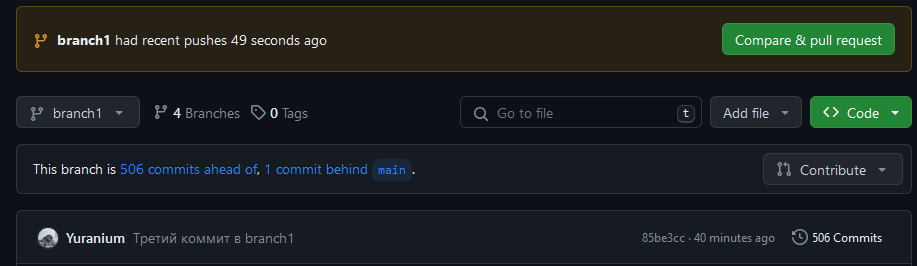 branch1 had recent pushes 49 seconds ago
Compare & pull request
branch1
4 Branches
0 Tags
Go to file
t
Add file
Code
This branch is 506 commits ahead of, 1 commit behind main.
Contribute
Yuranium Третий коммит в branch1
85be3cc · 40 minutes ago
506 Commits